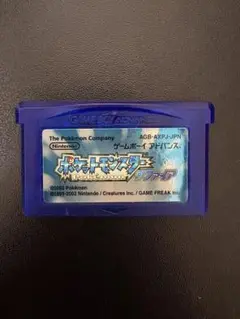 GAME BOY ADVANCE
The Pokémon Company
AGB-AXPJ-JPN
Nintendo
ゲームボーイ アドバンス
ポケットモンスター
サファイア
©2002 Pokémon
©1995-2002 Nintendo / Creatures inc. / GAME FREAK inc.